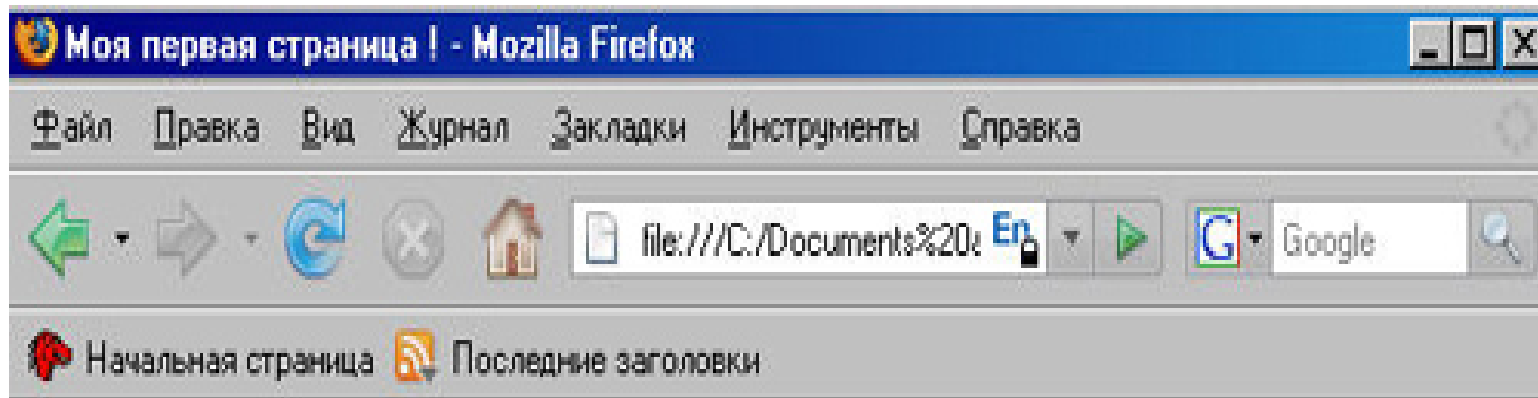 Моя первая страница ! - Mozilla Firefox
Файл Правка Вид Журнал Закладки Инструменты Справка
file:///C:/Documents%20 En G Google
Начальная страница Последние заголовки